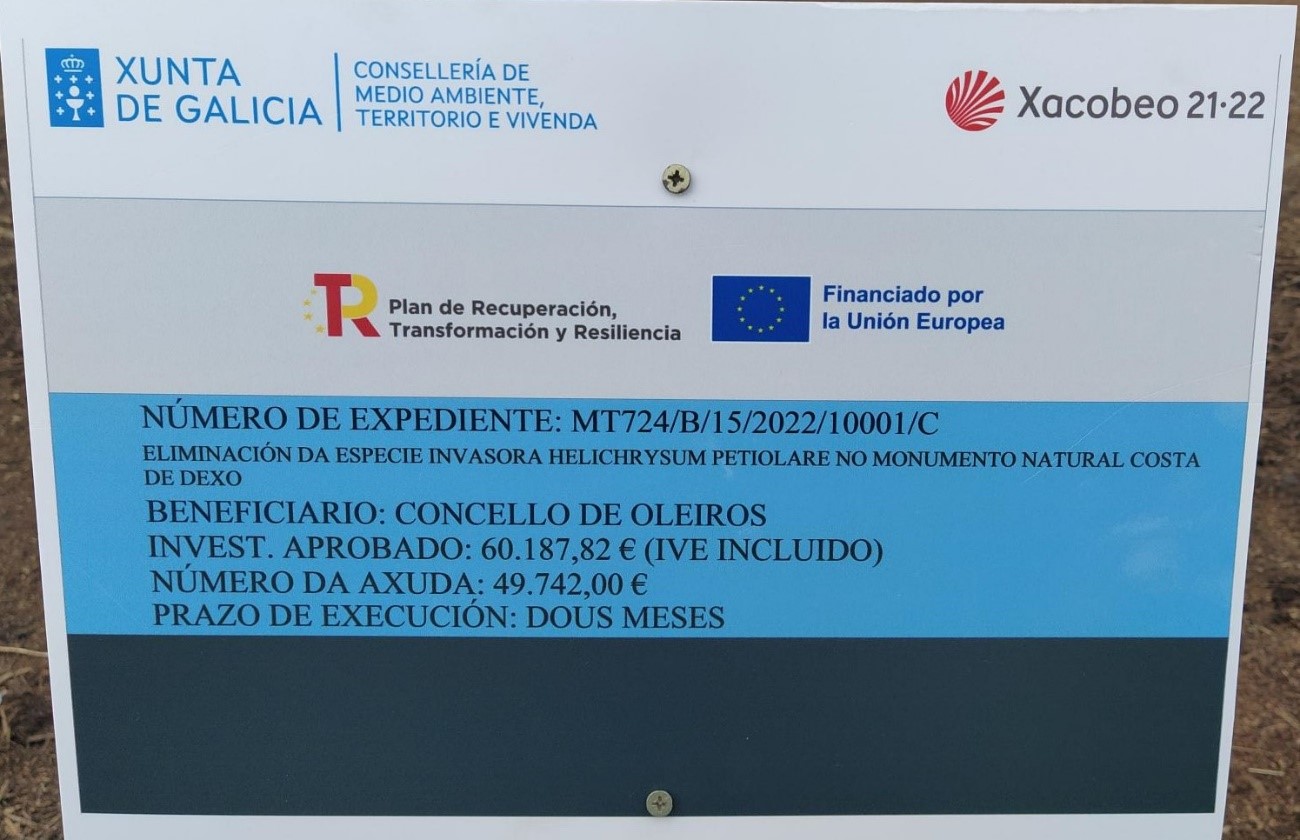 XUNTA
DE GALICIA
CONSELLERÍA DE
MEDIO AMBIENTE,
TERRITORIO E VIVENDA
Xacobeo 21·22
TR
Plan de Recuperación,
Transformación y Resiliencia
Financiado por
la Unión Europea
NÚMERO DE EXPEDIENTE: MT724/B/15/2022/10001/C
ELIMINACIÓN DA ESPECIE INVASORA HELICHRYSUM PETIOLARE NO MONUMENTO NATURAL COSTA
DE DEXO
BENEFICIARIO: CONCELLO DE OLEIROS
INVEST. APROBADO: 60.187,82 € (IVE INCLUIDO)
NÚMERO DA AXUDA: 49.742,00 €
PRAZO DE EXECUCIÓN: DOUS MESES